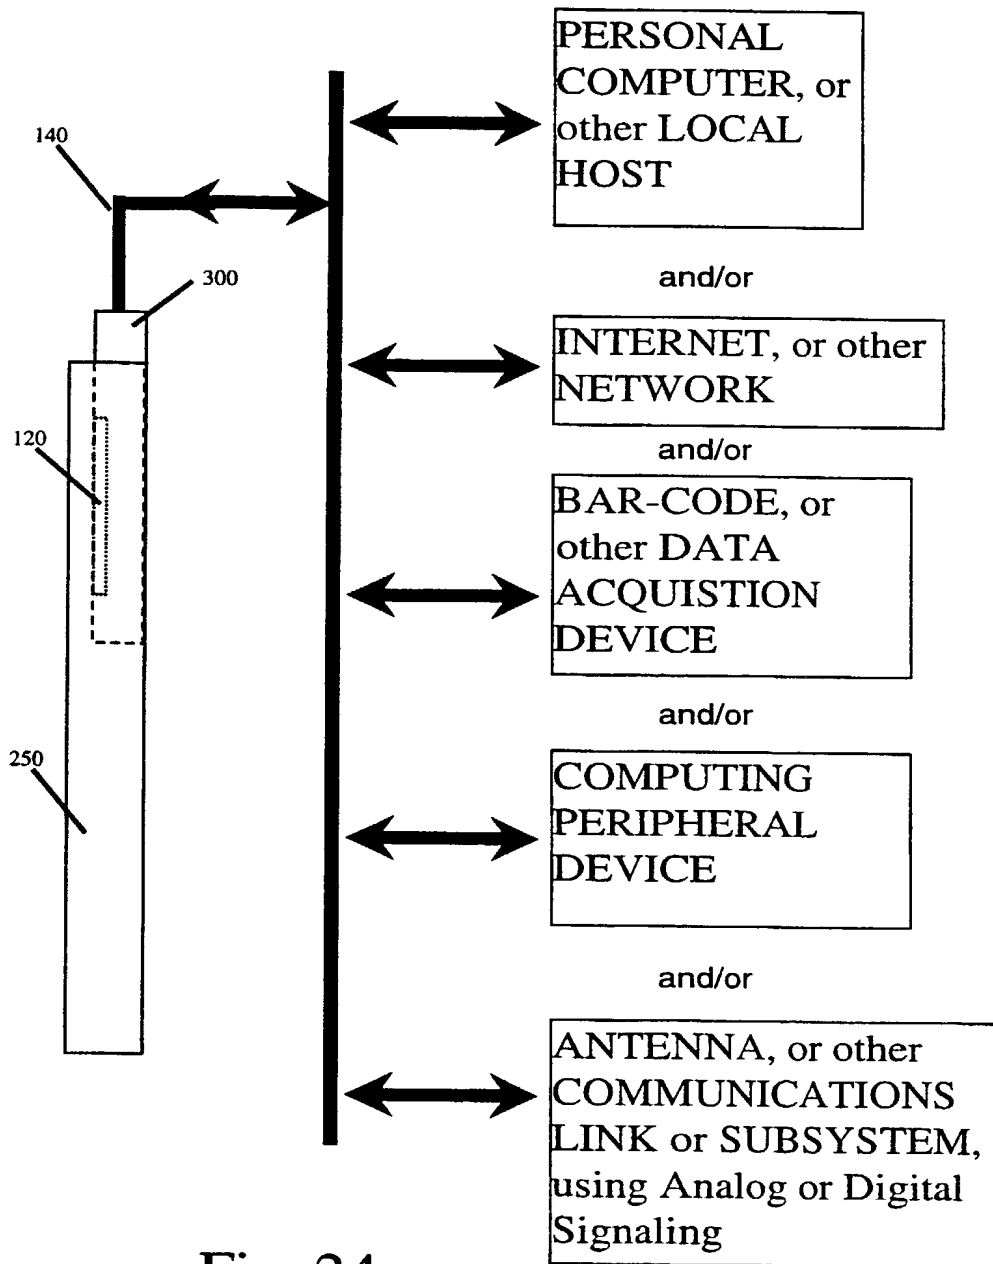 PERSONAL
COMPUTER, or
other LOCAL
HOST
140
and/or
300
INTERNET, or other
NETWORK
120
and/or
BAR-CODE, or
other DATA
ACQUISTION
DEVICE
and/or
250
COMPUTING
PERIPHERAL
DEVICE
and/or
ANTENNA, or other
COMMUNICATIONS
LINK or SUBSYSTEM,
using Analog or Digital
Signaling